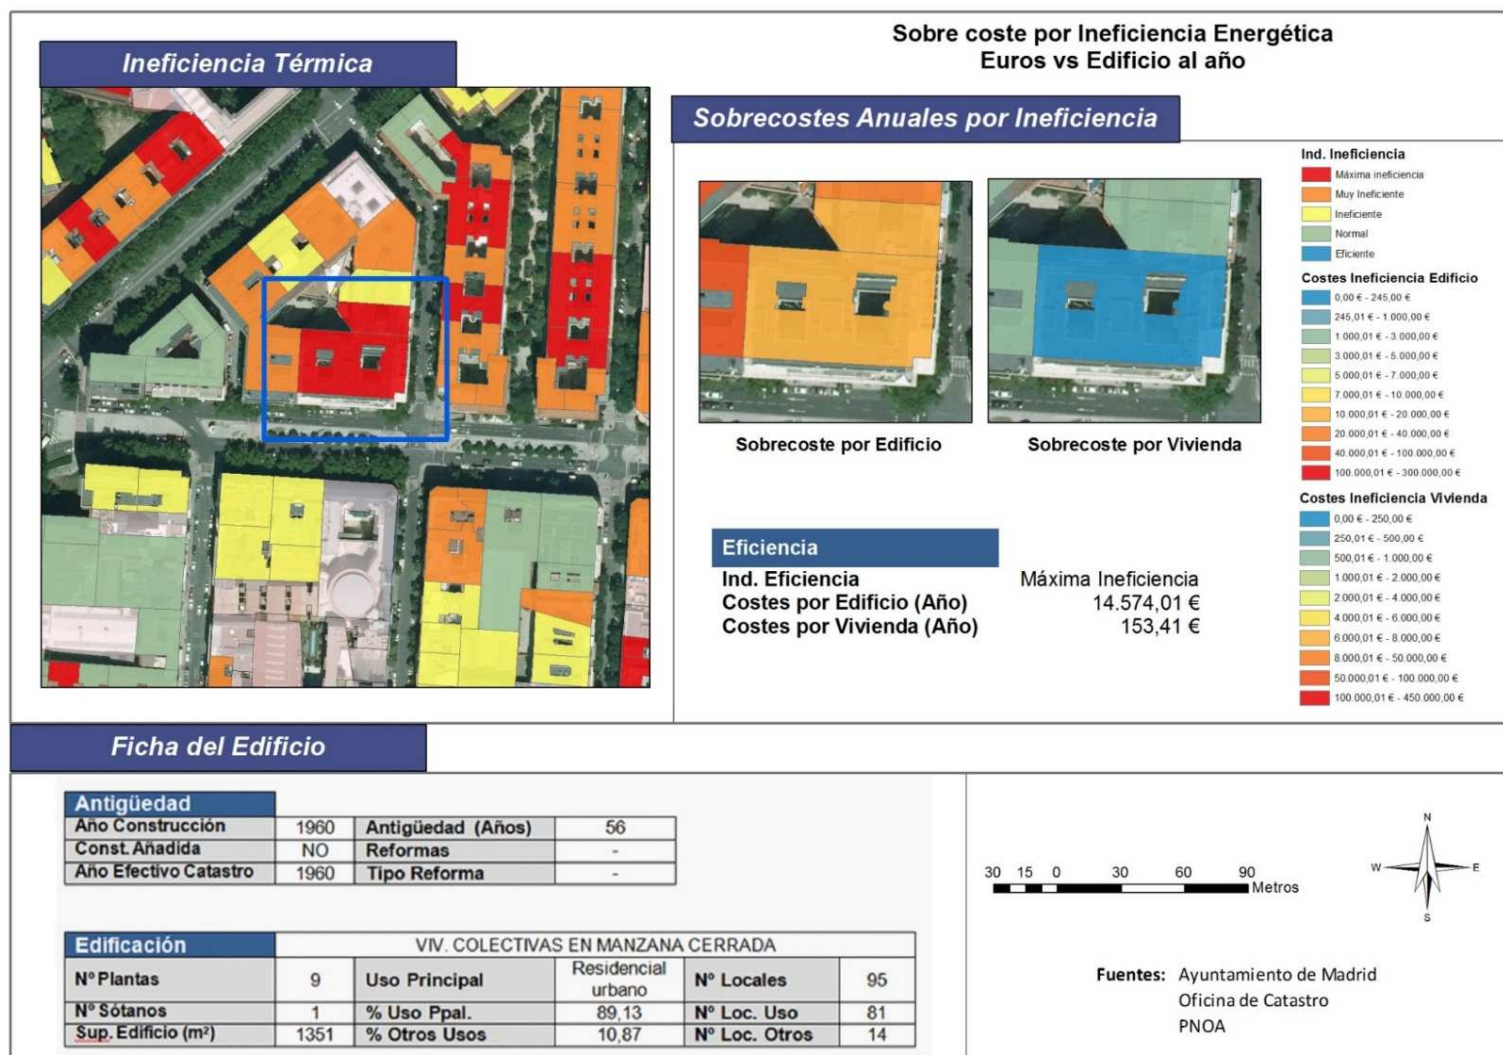 Sobre coste por Ineficiencia Energética
Euros vs Edificio al año
Ineficiencia Térmica
Sobrecostes Anuales por Ineficiencia
Sobrecoste por Edificio
Sobrecoste por Vivienda
Eficiencia
Ind. Eficiencia Máxima Ineficiencia
Costes por Edificio (Año) 14.574,01 €
Costes por Vivienda (Año) 153,41 €
Ind. Ineficiencia
Máxima ineficiencia
Muy Ineficiente
Ineficiente
Normal
Eficiente
Costes Ineficiencia Edificio
0,00 € - 245,00 €
245,01 € - 1.000,00 €
1.000,01 € - 3.000,00 €
3.000,01 € - 5.000,00 €
5.000,01 € - 7.000,00 €
7.000,01 € - 10.000,00 €
10.000,01 € - 20.000,00 €
20.000,01 € - 40.000,00 €
40.000,01 € - 100.000,00 €
100.000,01 € - 300.000,00 €
Costes Ineficiencia Vivienda
0,00 € - 250,00 €
250,01 € - 500,00 €
500,01 € - 1.000,00 €
1.000,01 € - 2.000,00 €
2.000,01 € - 4.000,00 €
4.000,01 € - 6.000,00 €
6.000,01 € - 8.000,00 €
8.000,01 € - 50.000,00 €
50.000,01 € - 100.000,00 €
100.000,01 € - 450.000,00 €
Ficha del Edificio
Antigüedad
Año Construcción 1960 Antigüedad (Años) 56
Const. Añadida NO Reformas -
Año Efectivo Catastro 1960 Tipo Reforma -
Edificación VIV. COLECTIVAS EN MANZANA CERRADA
Nº Plantas 9 Uso Principal Residencial urbano Nº Locales 95
Nº Sótanos 1 % Uso Ppal. 89,13 Nº Loc. Uso 81
Sup. Edificio (m²) 1351 % Otros Usos 10,87 Nº Loc. Otros 14
30 15 0 30 60 90
Metros
N
W E
S
Fuentes: Ayuntamiento de Madrid
Oficina de Catastro
PNOA